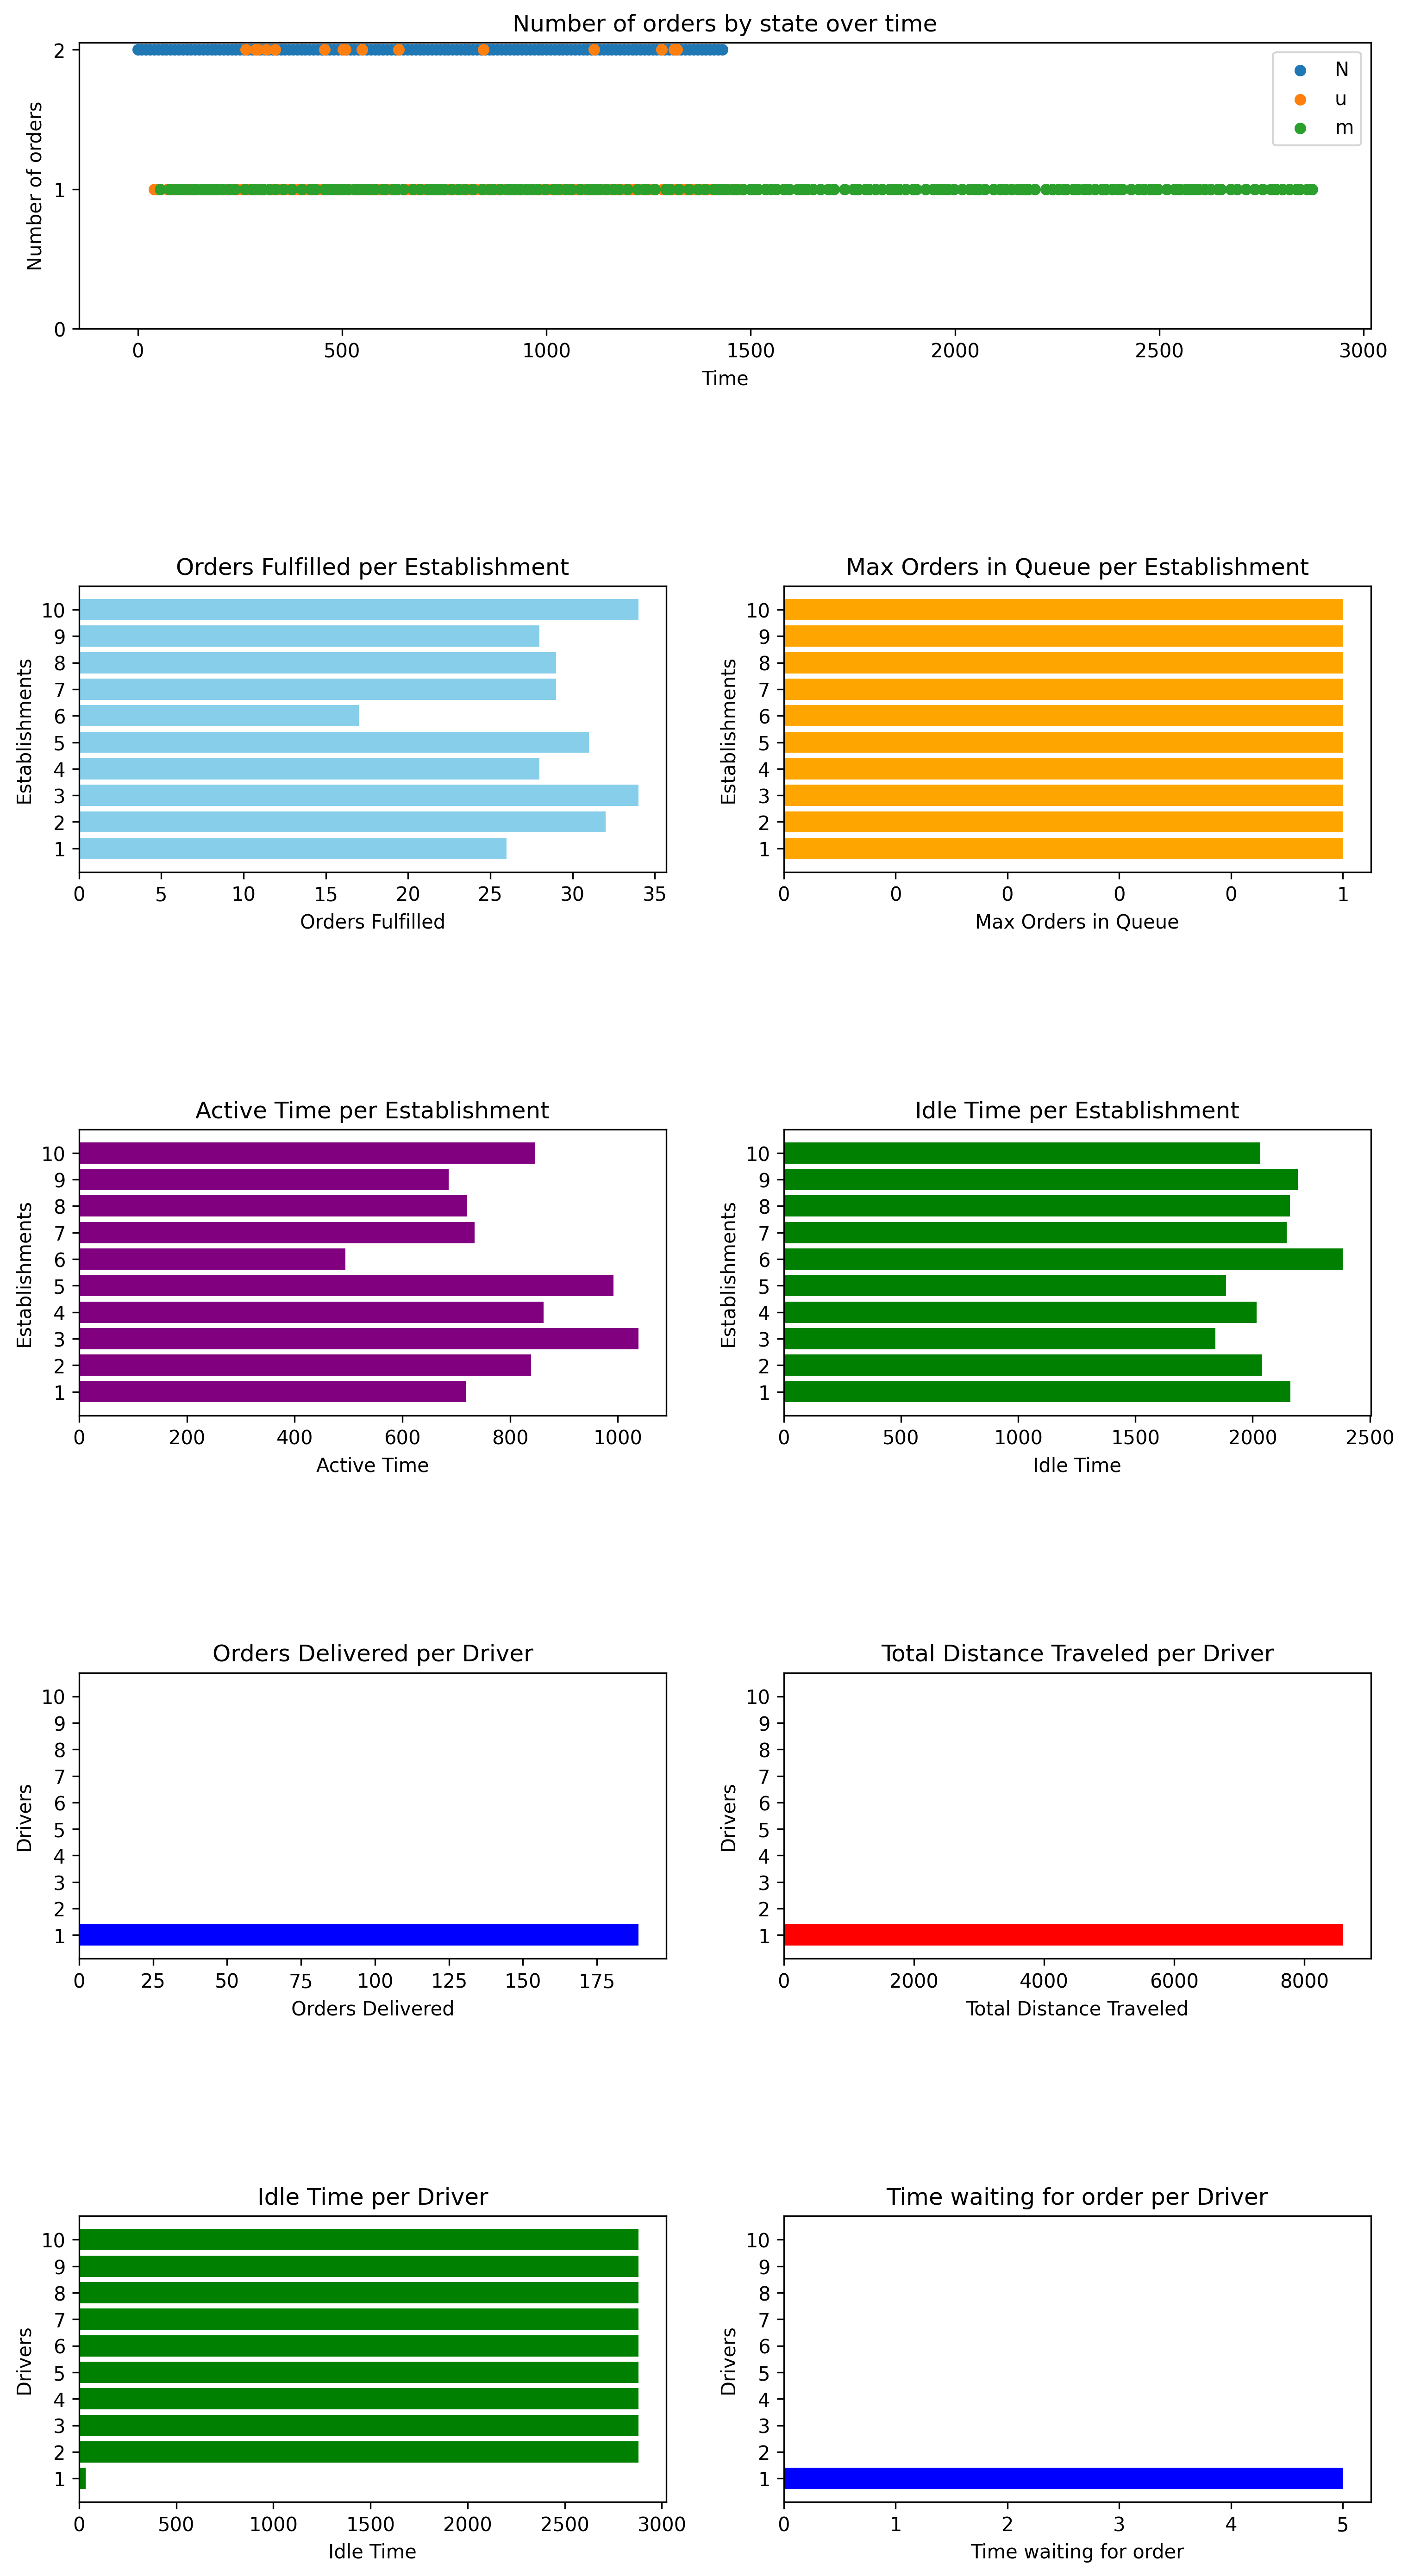 Number of orders by state over time
2
1
0
Number of orders
N
u
m
0 500 1000 1500 2000 2500 3000
Time
Orders Fulfilled per Establishment
10
9
8
7
6
5
4
3
2
1
Establishments
0 5 10 15 20 25 30 35
Orders Fulfilled
Max Orders in Queue per Establishment
10
9
8
7
6
5
4
3
2
1
Establishments
0 0 0 0 0 1
Max Orders in Queue
Active Time per Establishment
10
9
8
7
6
5
4
3
2
1
Establishments
0 200 400 600 800 1000
Active Time
Idle Time per Establishment
10
9
8
7
6
5
4
3
2
1
Establishments
0 500 1000 1500 2000 2500
Idle Time
Orders Delivered per Driver
10
9
8
7
6
5
4
3
2
1
Drivers
0 25 50 75 100 125 150 175
Orders Delivered
Total Distance Traveled per Driver
10
9
8
7
6
5
4
3
2
1
Drivers
0 2000 4000 6000 8000
Total Distance Traveled
Idle Time per Driver
10
9
8
7
6
5
4
3
2
1
Drivers
0 500 1000 1500 2000 2500 3000
Idle Time
Time waiting for order per Driver
10
9
8
7
6
5
4
3
2
1
Drivers
0 1 2 3 4 5
Time waiting for order